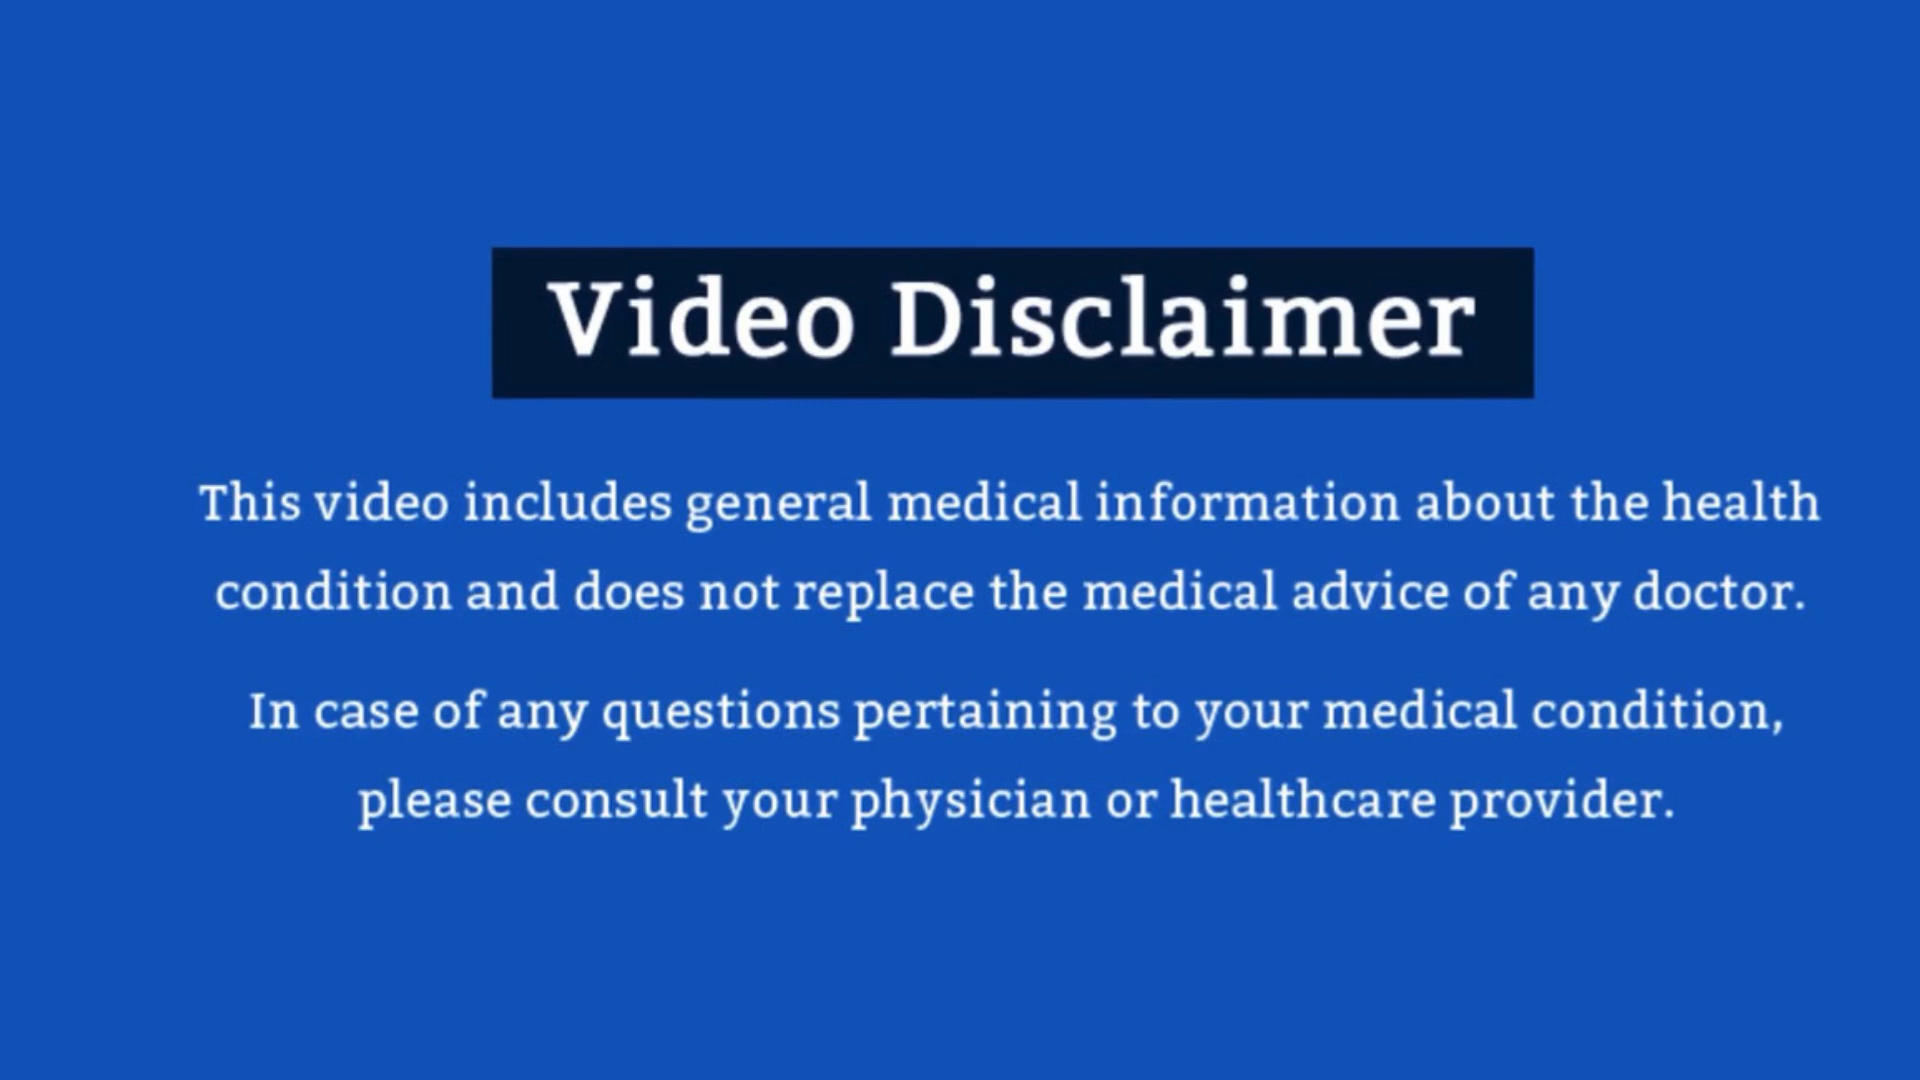 Video Disclaimer
This video includes general medical information about the health
condition and does not replace the medical advice of any doctor.
In case of any questions pertaining to your medical condition,
please consult your physician or healthcare provider.